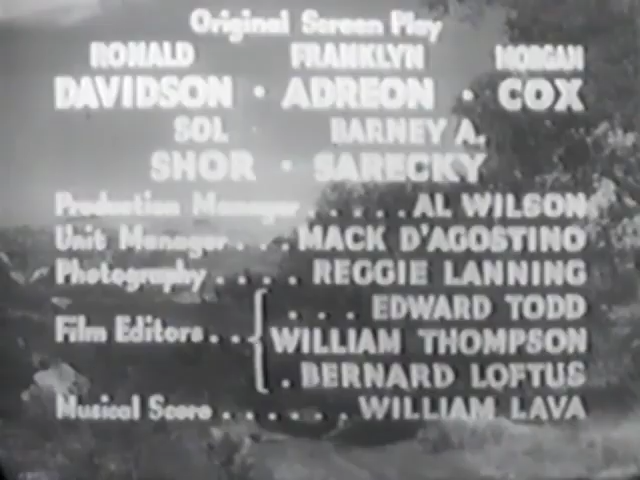 Original Screen Play
RONALD FRANKLYN MORGAN
DAVIDSON · ADREON · COX
SOL BARNEY A.
SHOR · SARECKY
Production Manager . . . . . AL WILSON
Unit Manager . . . MACK D'AGOSTINO
Photography . . . . REGGIE LANNING
. . . EDWARD TODD
Film Editors . . . WILLIAM THOMPSON
. BERNARD LOFTUS
Musical Score . . . . . . WILLIAM LAVA